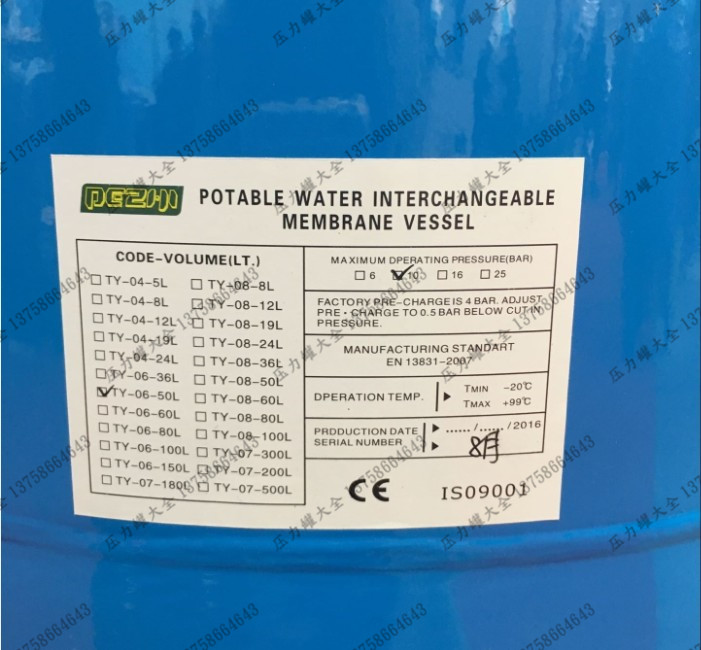 DEZHI
POTABLE WATER INTERCHANGEABLE
MEMBRANE VESSEL
CODE-VOLUME(LT.)
TY-04-5L
TY-04-8L
TY-04-12L
TY-04-19L
TY-04-24L
TY-06-36L
TY-06-50L
TY-06-60L
TY-06-80L
TY-06-100L
TY-06-150L
TY-07-180L
TY-08-8L
TY-08-12L
TY-08-19L
TY-08-24L
TY-08-36L
TY-08-50L
TY-08-60L
TY-08-80L
TY-08-100L
TY-07-300L
TY-07-200L
TY-07-500L
MAXIMUM DPERATING PRESSURE(BAR)
6 10 16 25
FACTORY PRE-CHARGE IS 4 BAR. ADJUST
PRE·CHARGE TO 0.5 BAR BELOW CUT IN
PRESSURE.
MANUFACTURING STANDART
EN 13831-2007
DPERATION TEMP.
TMIN -20℃
TMAX +99℃
PRDDUCTION DATE ....../....../2016
SERIAL NUMBER 8月
CE ISO9001
压力罐大全 13758664643